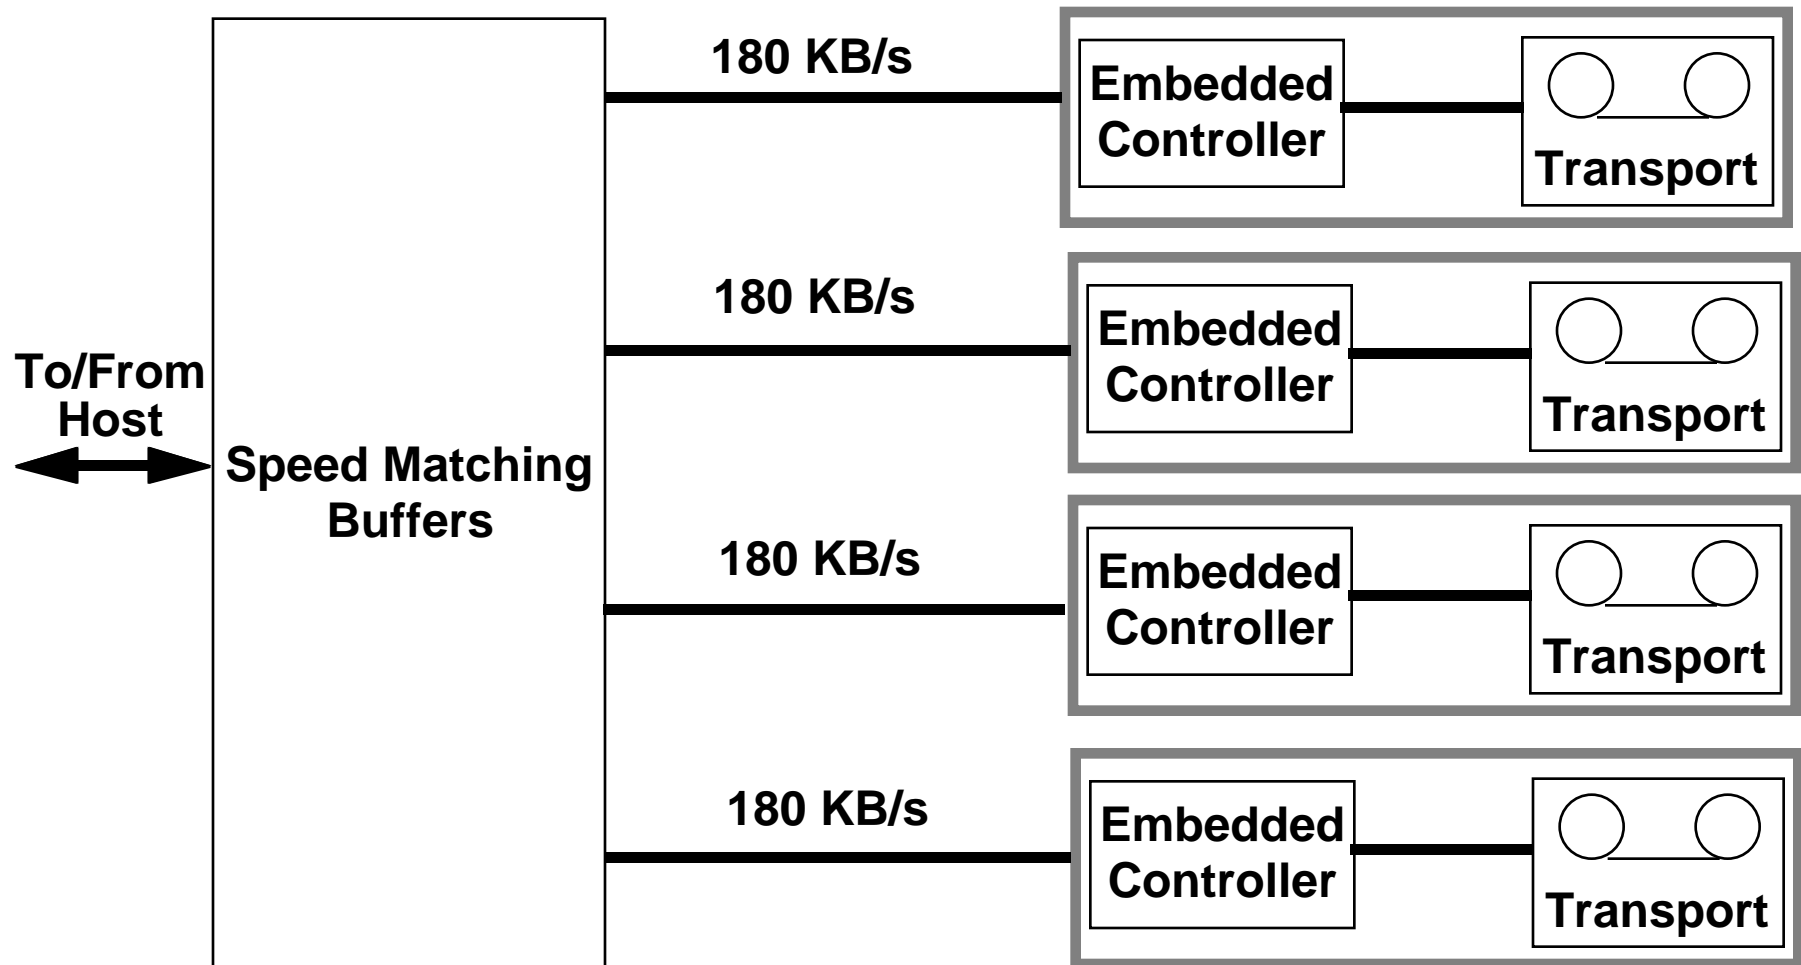 180 KB/s
Embedded
Controller
Transport
180 KB/s
Embedded
Controller
Transport
To/From
Host
Speed Matching
Buffers
180 KB/s
Embedded
Controller
Transport
180 KB/s
Embedded
Controller
Transport